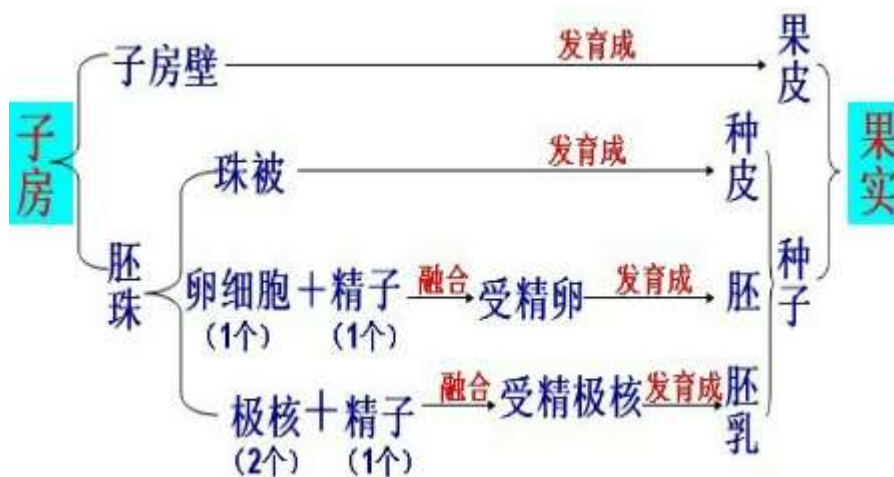 子房壁 发育成 果皮
子房
珠被 发育成 种皮
果实
胚珠
卵细胞＋精子 融合 受精卵 发育成 胚
(1个) (1个)
种子
极核＋精子 融合 受精极核 发育成 胚乳
(2个) (1个)